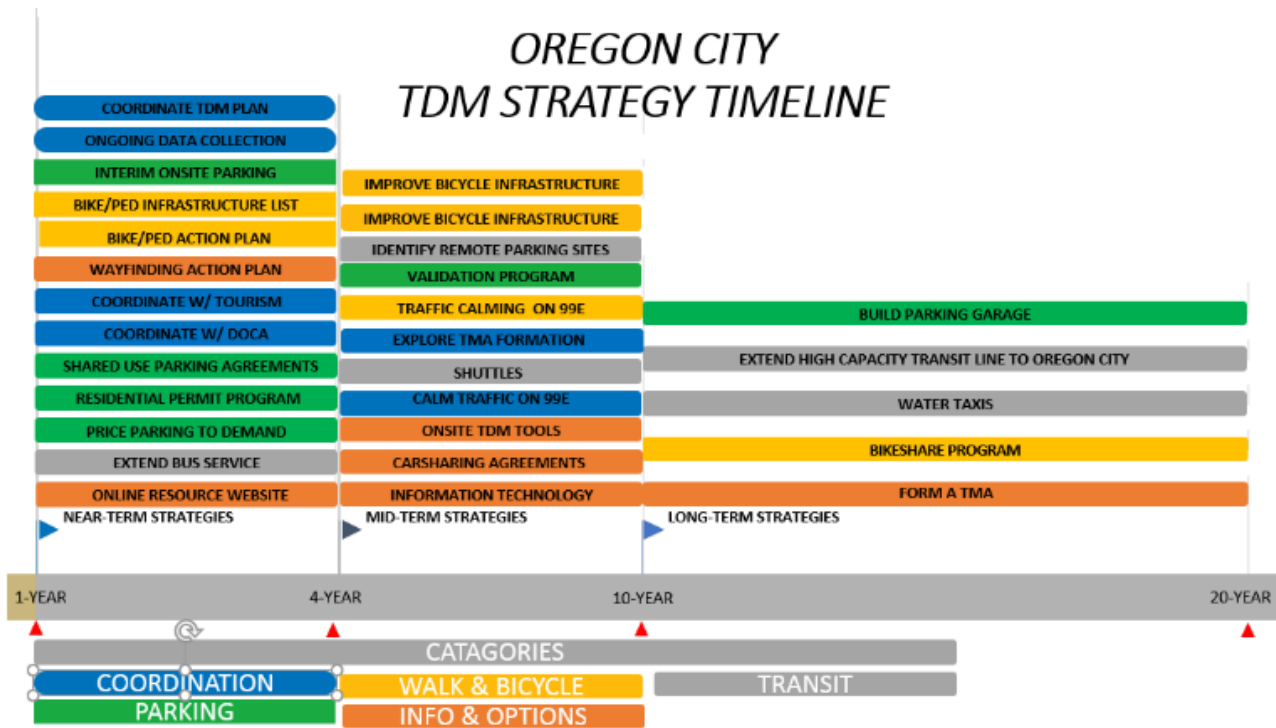 OREGON CITY
TDM STRATEGY TIMELINE
COORDINATE TDM PLAN
ONGOING DATA COLLECTION
INTERIM ONSITE PARKING
BIKE/PED INFRASTRUCTURE LIST
BIKE/PED ACTION PLAN
WAYFINDING ACTION PLAN
COORDINATE W/ TOURISM
COORDINATE W/ DOCA
SHARED USE PARKING AGREEMENTS
RESIDENTIAL PERMIT PROGRAM
PRICE PARKING TO DEMAND
EXTEND BUS SERVICE
ONLINE RESOURCE WEBSITE
NEAR-TERM STRATEGIES
IMPROVE BICYCLE INFRASTRUCTURE
IMPROVE BICYCLE INFRASTRUCTURE
IDENTIFY REMOTE PARKING SITES
VALIDATION PROGRAM
TRAFFIC CALMING ON 99E
EXPLORE TMA FORMATION
SHUTTLES
CALM TRAFFIC ON 99E
ONSITE TDM TOOLS
CARSHARING AGREEMENTS
INFORMATION TECHNOLOGY
MID-TERM STRATEGIES
BUILD PARKING GARAGE
EXTEND HIGH CAPACITY TRANSIT LINE TO OREGON CITY
WATER TAXIS
BIKESHARE PROGRAM
FORM A TMA
LONG-TERM STRATEGIES
1-YEAR
4-YEAR
10-YEAR
20-YEAR
CATAGORIES
COORDINATION
WALK & BICYCLE
TRANSIT
PARKING
INFO & OPTIONS